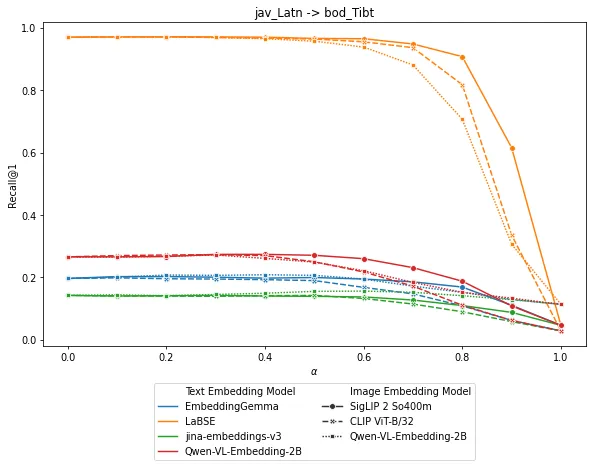 jav_Latn -> bod_Tibt
Recall@1
1.0
0.8
0.6
0.4
0.2
0.0
0.0 0.2 0.4 0.6 0.8 1.0
α
Text Embedding Model Image Embedding Model
EmbeddingGemma SigLIP 2 So400m
LaBSE CLIP ViT-B/32
jina-embeddings-v3 Qwen-VL-Embedding-2B
Qwen-VL-Embedding-2B